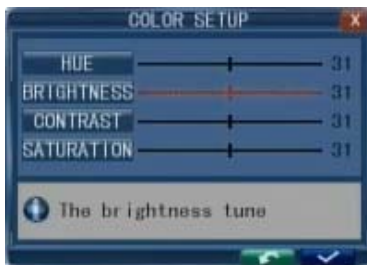 COLOR SETUP X
HUE 31
BRIGHTNESS 31
CONTRAST 31
SATURATION 31
The brightness tune